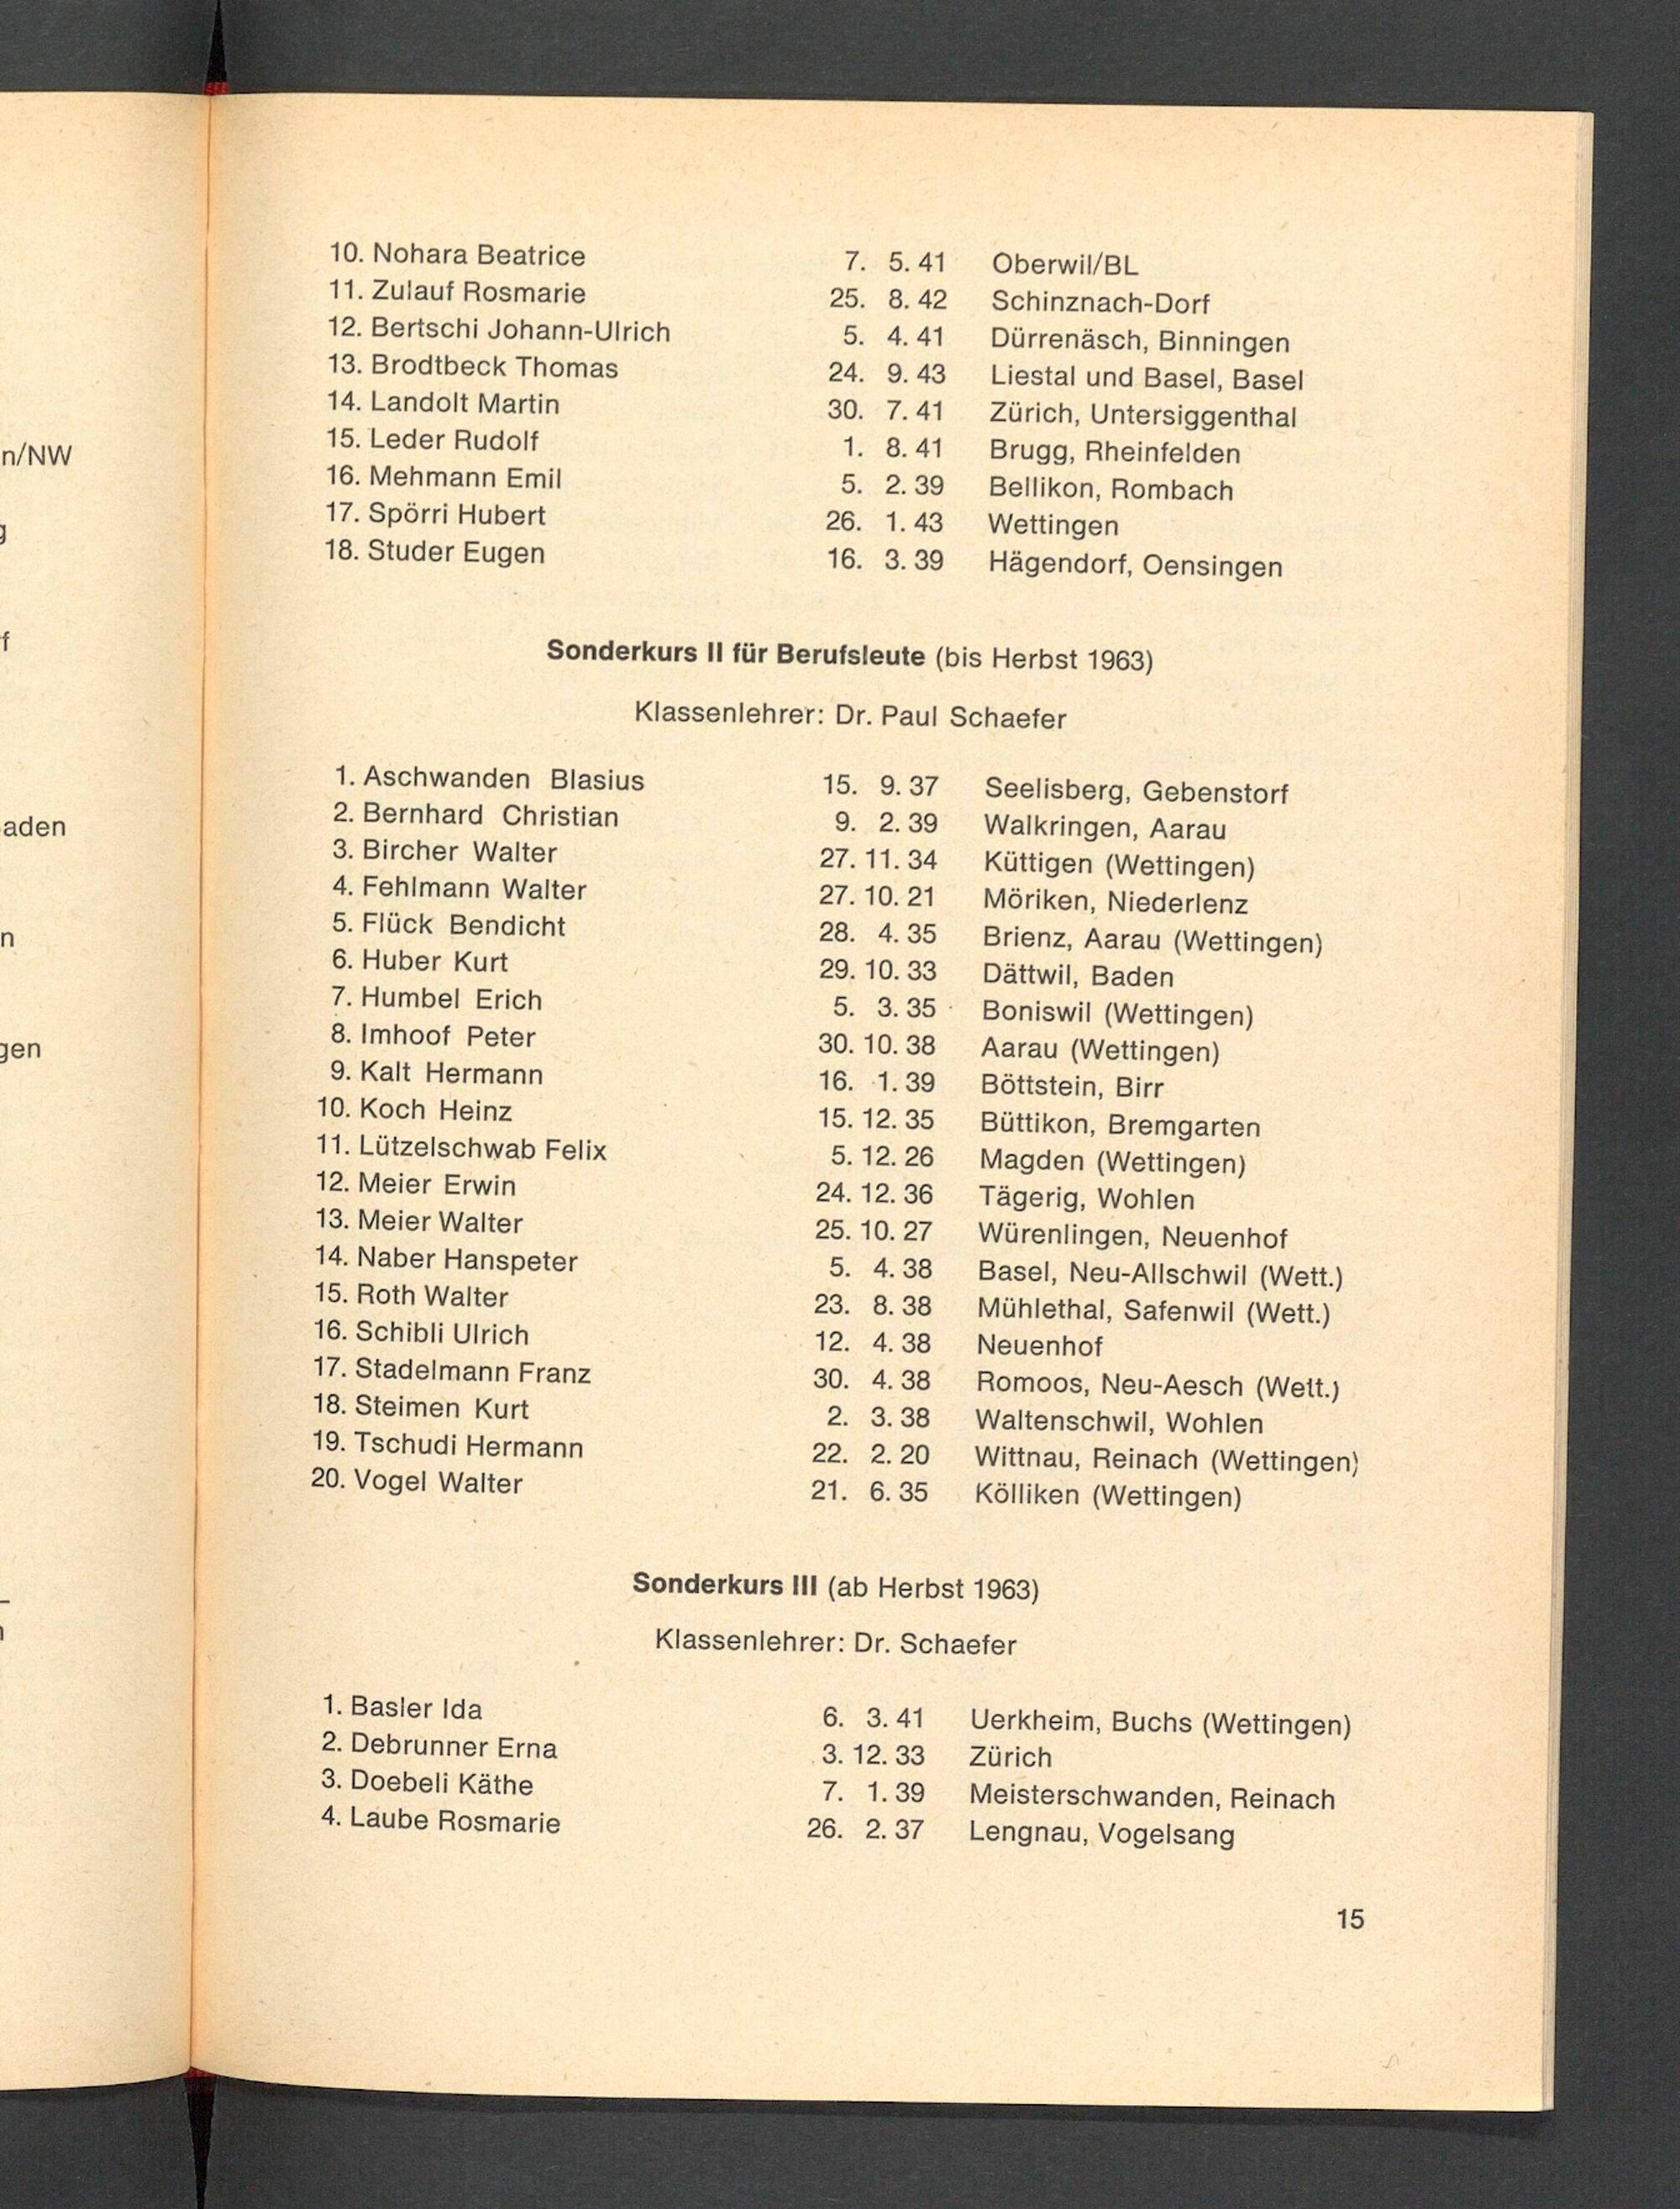 n/NW
g
f
aden
n
gen
10. Nohara Beatrice 7. 5. 41 Oberwil/BL
11. Zulauf Rosmarie 25. 8. 42 Schinznach-Dorf
12. Bertschi Johann-Ulrich 5. 4. 41 Dürrenäsch, Binningen
13. Brodtbeck Thomas 24. 9. 43 Liestal und Basel, Basel
14. Landolt Martin 30. 7. 41 Zürich, Untersiggenthal
15. Leder Rudolf 1. 8. 41 Brugg, Rheinfelden
16. Mehmann Emil 5. 2. 39 Bellikon, Rombach
17. Spörri Hubert 26. 1. 43 Wettingen
18. Studer Eugen 16. 3. 39 Hägendorf, Oensingen
Sonderkurs II für Berufsleute (bis Herbst 1963)
Klassenlehrer: Dr. Paul Schaefer
1. Aschwanden Blasius 15. 9. 37 Seelisberg, Gebenstorf
2. Bernhard Christian 9. 2. 39 Walkringen, Aarau
3. Bircher Walter 27. 11. 34 Küttigen (Wettingen)
4. Fehlmann Walter 27. 10. 21 Möriken, Niederlenz
5. Flück Bendicht 28. 4. 35 Brienz, Aarau (Wettingen)
6. Huber Kurt 29. 10. 33 Dättwil, Baden
7. Humbel Erich 5. 3. 35 Boniswil (Wettingen)
8. Imhoof Peter 30. 10. 38 Aarau (Wettingen)
9. Kalt Hermann 16. 1. 39 Böttstein, Birr
10. Koch Heinz 15. 12. 35 Büttikon, Bremgarten
11. Lützelschwab Felix 5. 12. 26 Magden (Wettingen)
12. Meier Erwin 24. 12. 36 Tägerig, Wohlen
13. Meier Walter 25. 10. 27 Würenlingen, Neuenhof
14. Naber Hanspeter 5. 4. 38 Basel, Neu-Allschwil (Wett.)
15. Roth Walter 23. 8. 38 Mühlethal, Safenwil (Wett.)
16. Schibli Ulrich 12. 4. 38 Neuenhof
17. Stadelmann Franz 30. 4. 38 Romoos, Neu-Aesch (Wett.)
18. Steimen Kurt 2. 3. 38 Waltenschwil, Wohlen
19. Tschudi Hermann 22. 2. 20 Wittnau, Reinach (Wettingen)
20. Vogel Walter 21. 6. 35 Kölliken (Wettingen)
Sonderkurs III (ab Herbst 1963)
Klassenlehrer: Dr. Schaefer
1. Basler Ida 6. 3. 41 Uerkheim, Buchs (Wettingen)
2. Debrunner Erna 3. 12. 33 Zürich
3. Doebeli Käthe 7. 1. 39 Meisterschwanden, Reinach
4. Laube Rosmarie 26. 2. 37 Lengnau, Vogelsang
15